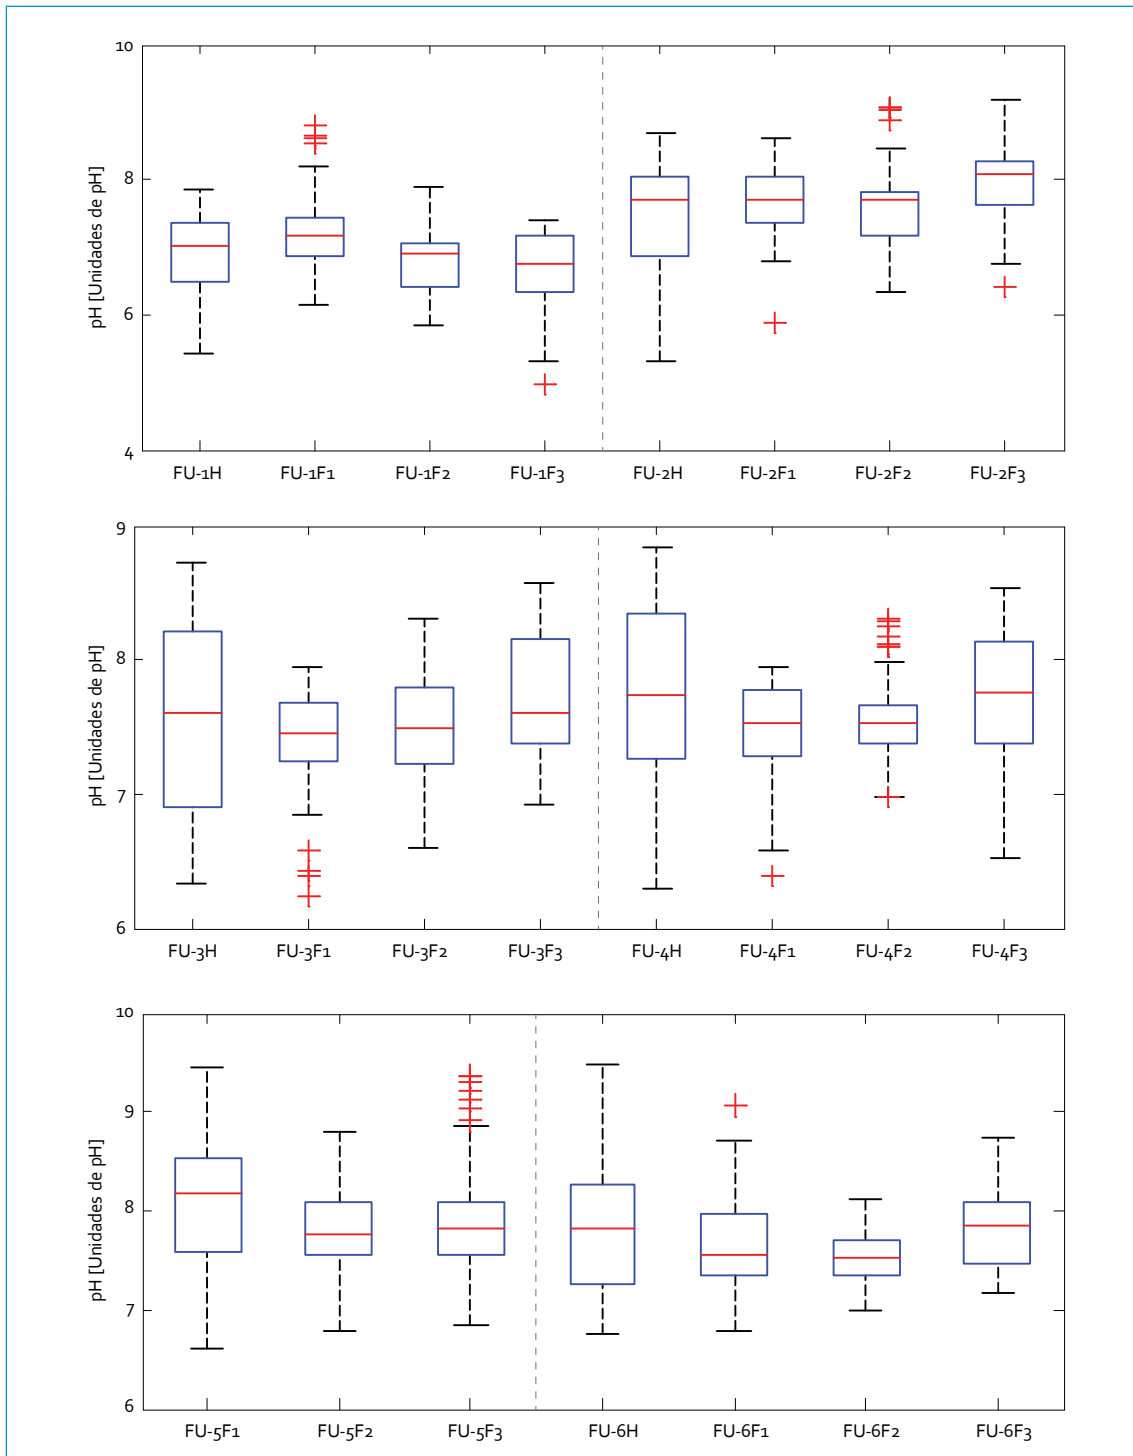 10
8
6
4
pH [Unidades de pH]
FU-1H FU-1F1 FU-1F2 FU-1F3 FU-2H FU-2F1 FU-2F2 FU-2F3
9
8
7
6
pH [Unidades de pH]
FU-3H FU-3F1 FU-3F2 FU-3F3 FU-4H FU-4F1 FU-4F2 FU-4F3
10
9
8
7
6
pH [Unidades de pH]
FU-5F1 FU-5F2 FU-5F3 FU-6H FU-6F1 FU-6F2 FU-6F3